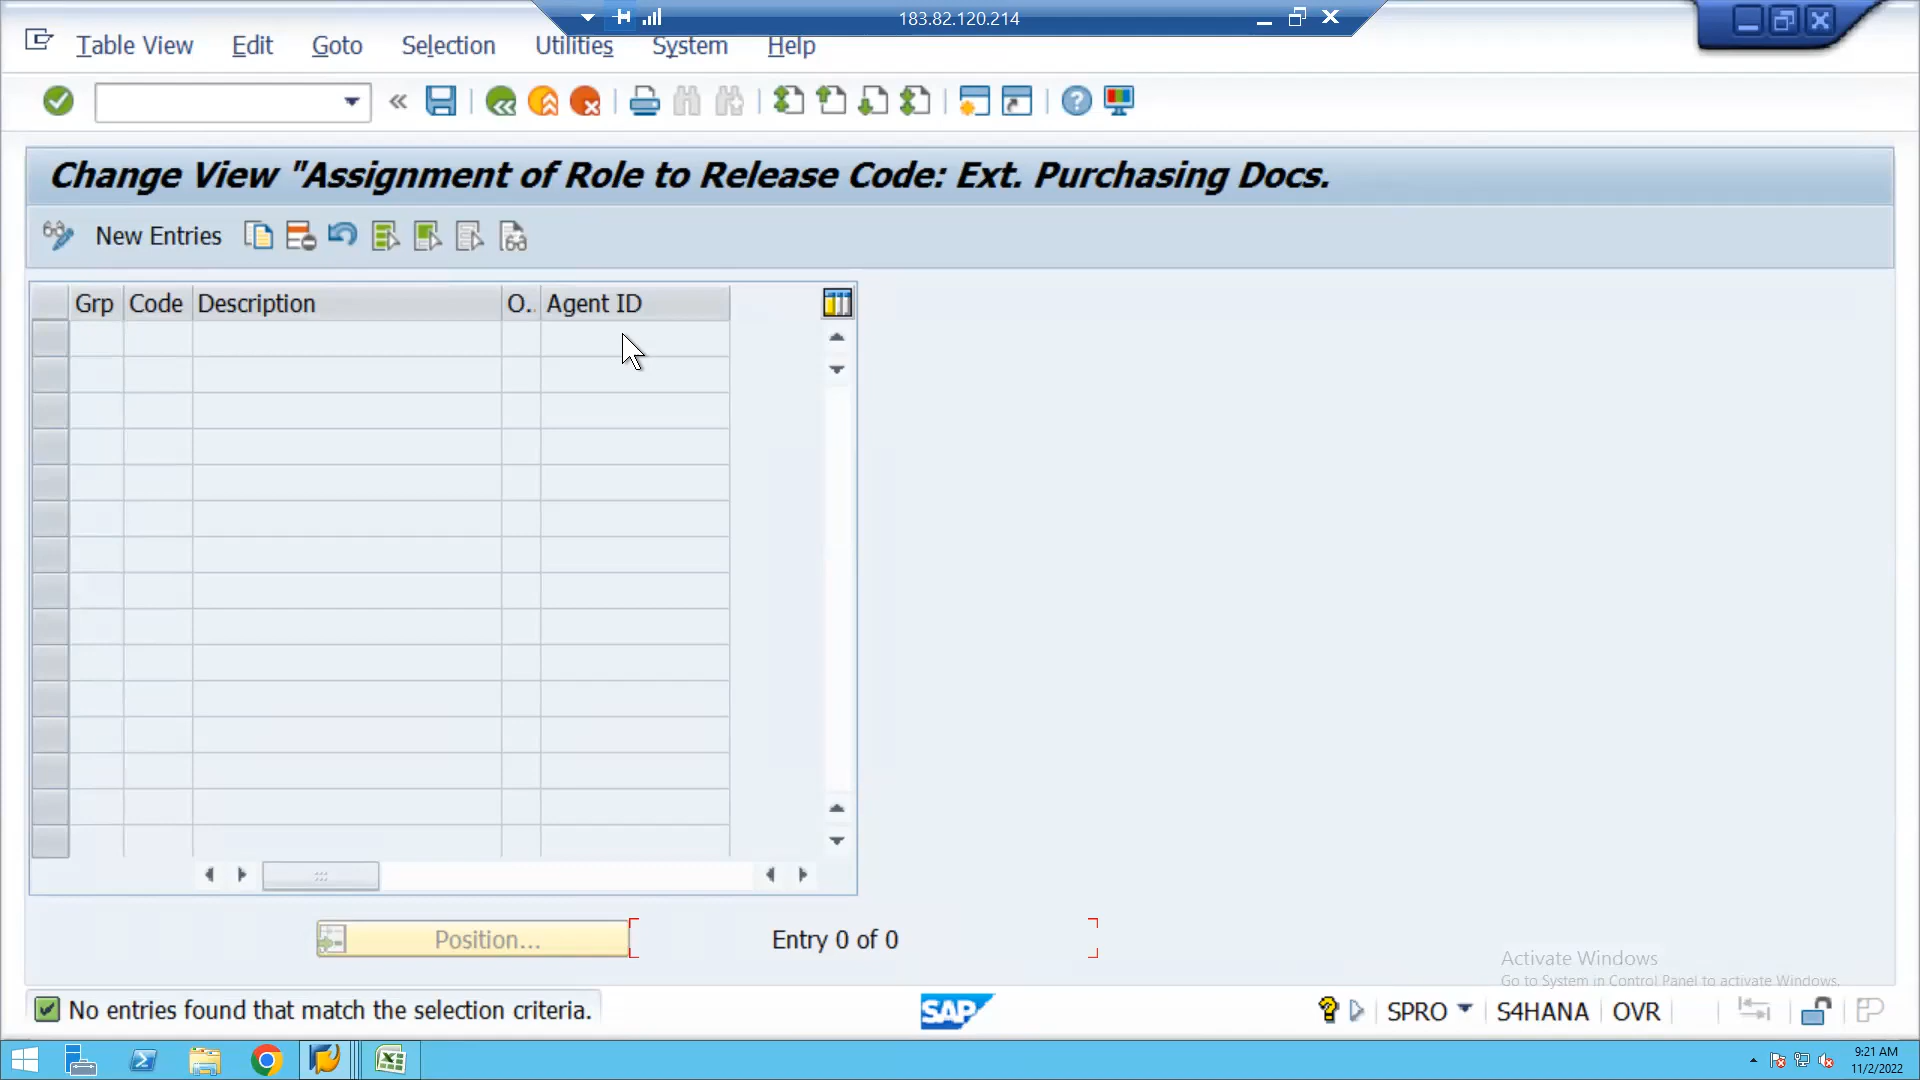 183.82.120.214
Table View Edit Goto Selection Utilities System Help
Change View "Assignment of Role to Release Code: Ext. Purchasing Docs.
New Entries
Grp Code Description O.. Agent ID
Position... Entry 0 of 0
Activate Windows
Go to System in Control Panel to activate Windows.
No entries found that match the selection criteria. SAP SPRO S4HANA OVR
9:21 AM
11/2/2022